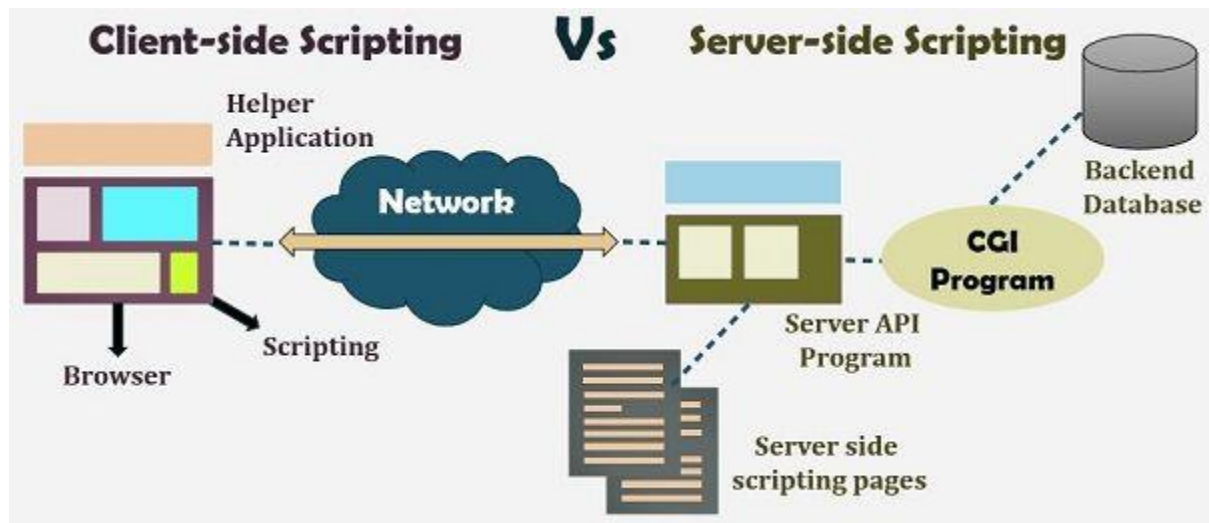 Client-side Scripting Vs Server-side Scripting
Helper
Application
Network
Browser
Scripting
Backend
Database
CGI
Program
Server API
Program
Server side
scripting pages